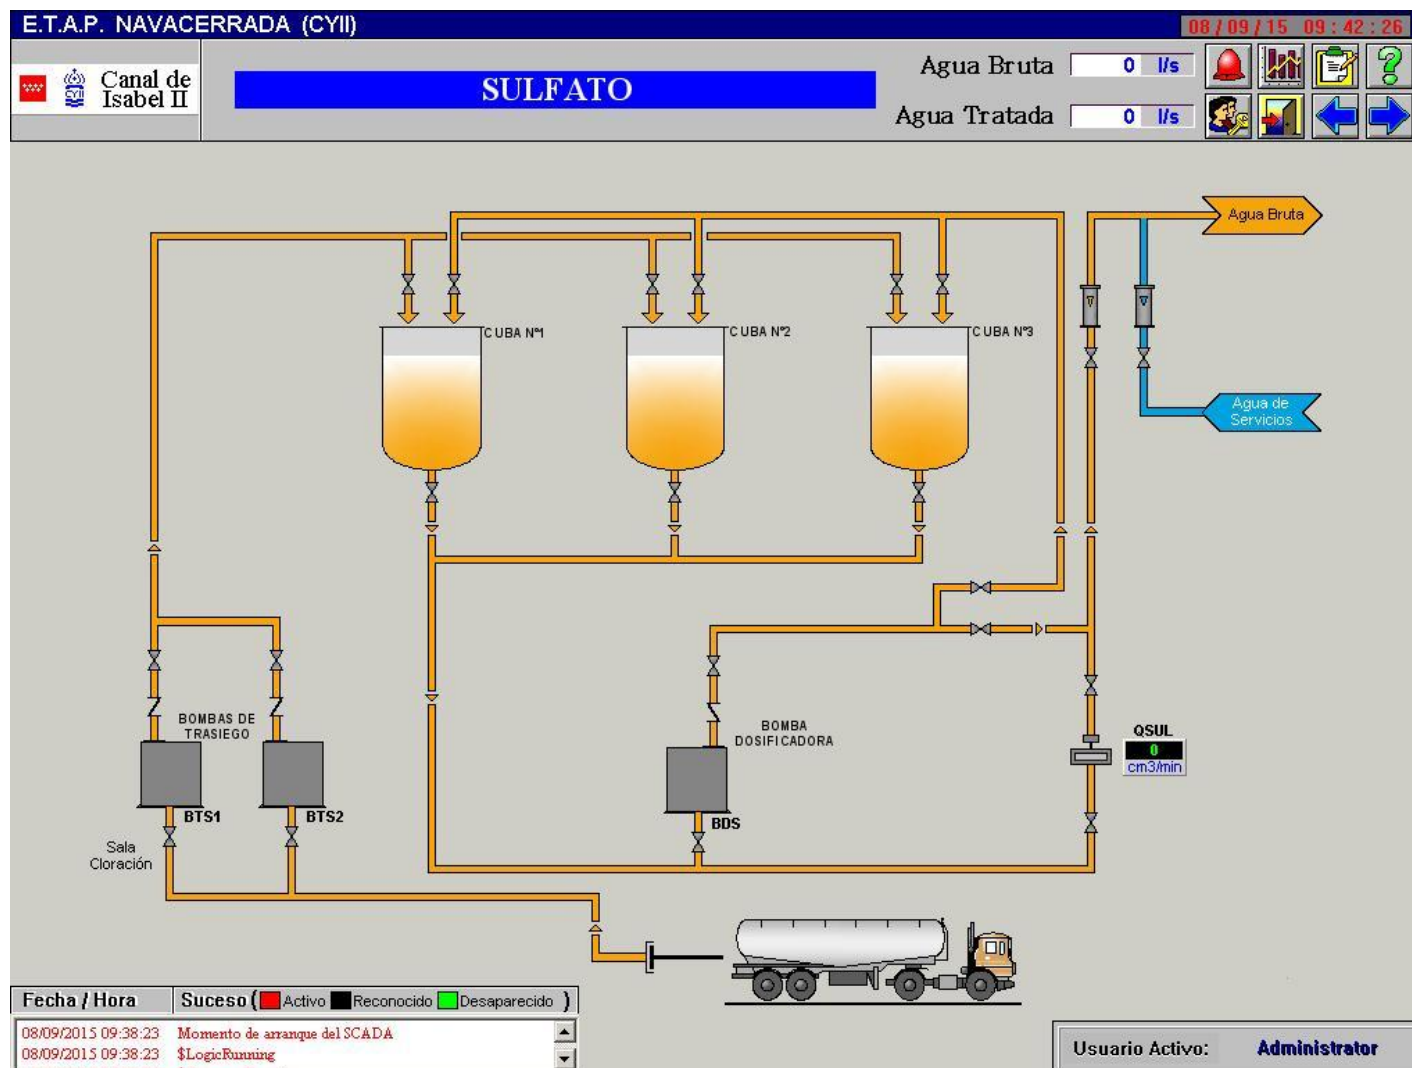 E.T.A.P. NAVACERRADA (CYII)
08/09/15 09:42:26
Canal de
Isabel II
CYII
SULFATO
Agua Bruta 0 l/s
Agua Tratada 0 l/s
Agua Bruta
CUBA Nº1
CUBA Nº2
CUBA Nº3
Agua de
Servicios
BOMBAS DE
TRASIEGO
BOMBA
DOSIFICADORA
QSUL
0
cm3/min
BTS1
BTS2
BDS
Sala
Cloración
Fecha / Hora Suceso ( Activo Reconocido Desaparecido )
08/09/2015 09:38:23 Momento de arranque del SCADA
08/09/2015 09:38:23 $LogicRunning
Usuario Activo: Administrator